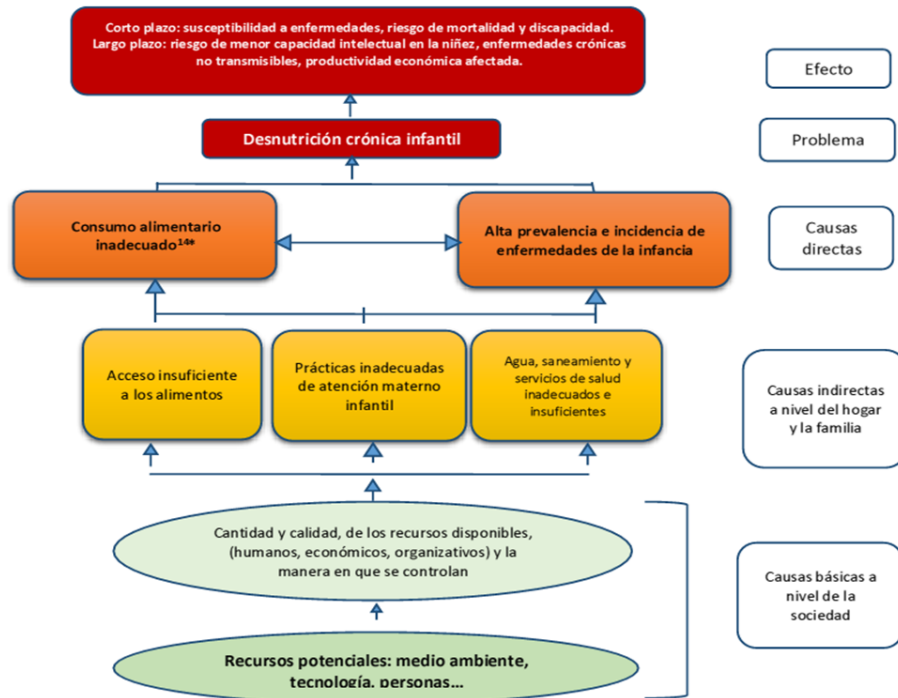 Corto plazo: susceptibilidad a enfermedades, riesgo de mortalidad y discapacidad.
Largo plazo: riesgo de menor capacidad intelectual en la niñez, enfermedades crónicas
no transmisibles, productividad económica afectada.
Efecto
Desnutrición crónica infantil
Problema
Consumo alimentario
inadecuado¹⁴*
Alta prevalencia e incidencia de
enfermedades de la infancia
Causas
directas
Acceso insuficiente
a los alimentos
Prácticas inadecuadas
de atención materno
infantil
Agua, saneamiento y
servicios de salud
inadecuados e
insuficientes
Causas indirectas
a nivel del hogar
y la familia
Cantidad y calidad, de los recursos disponibles,
(humanos, económicos, organizativos) y la
manera en que se controlan
Causas básicas a
nivel de la
sociedad
Recursos potenciales: medio ambiente,
tecnología, personas...